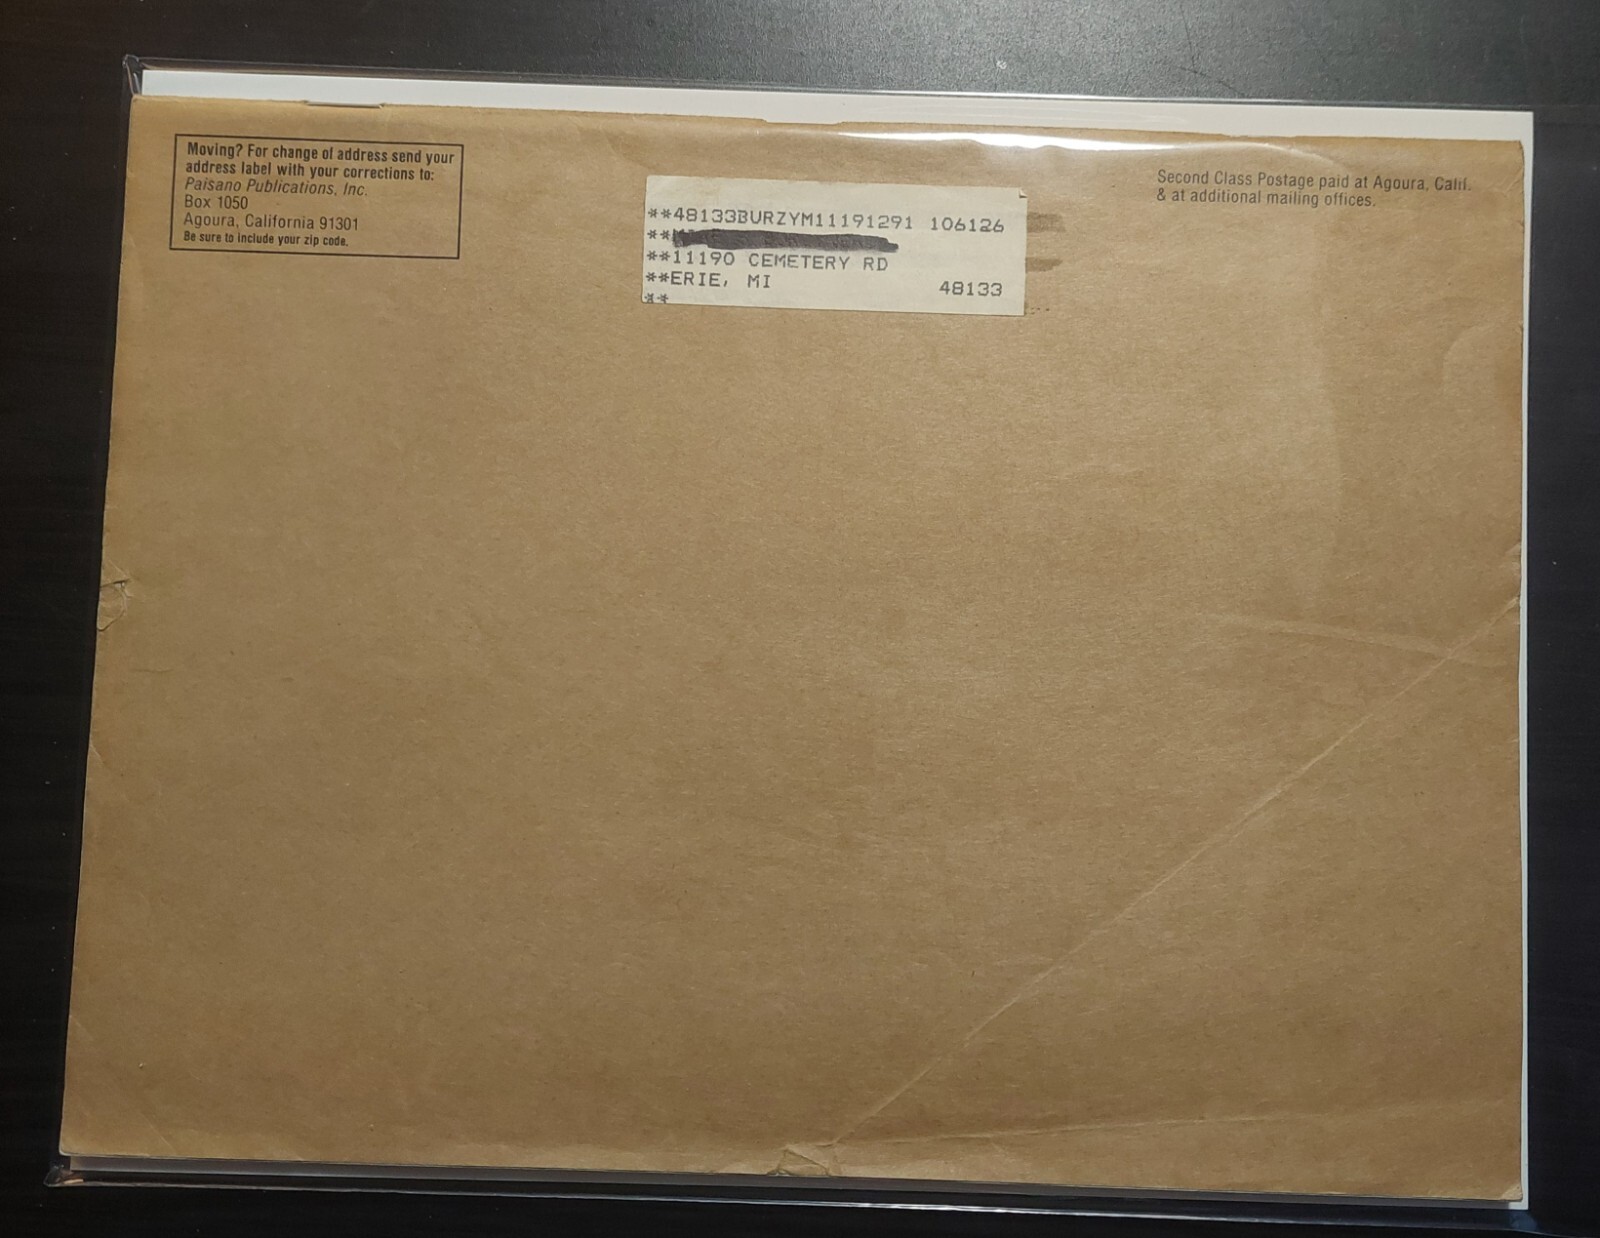 Moving? For change of address send your
address label with your corrections to:
Paisano Publications, Inc.
Box 1050
Agoura, California 91301
Be sure to include your zip code.
**48133BURZYM11191291 106126
**
**11190 CEMETERY RD
**ERIE, MI 48133
**
Second Class Postage paid at Agoura, Calif.
& at additional mailing offices.